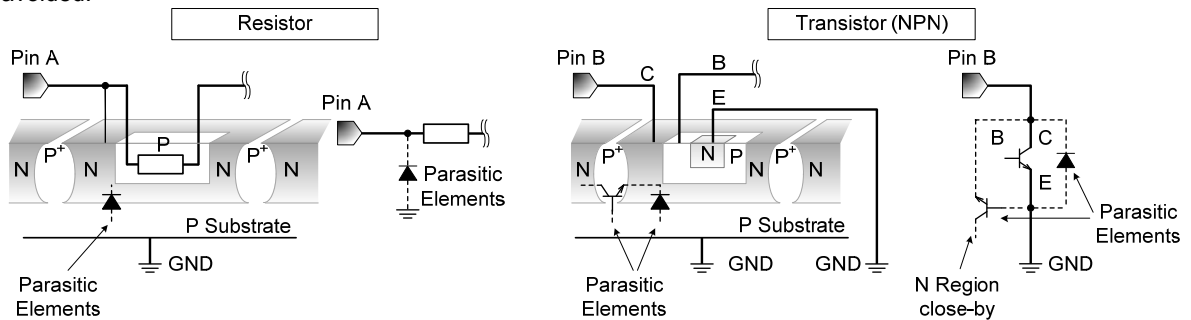 Resistor
Transistor (NPN)
Pin A
Pin B
C
B
E
Pin B
Pin A
N
P+
N
P
P+
N
N
P+
N
P
B
C
E
Parasitic
Elements
P Substrate
GND
Parasitic
Elements
P Substrate
GND
GND
Parasitic
Elements
Parasitic
Elements
GND
N Region
close-by